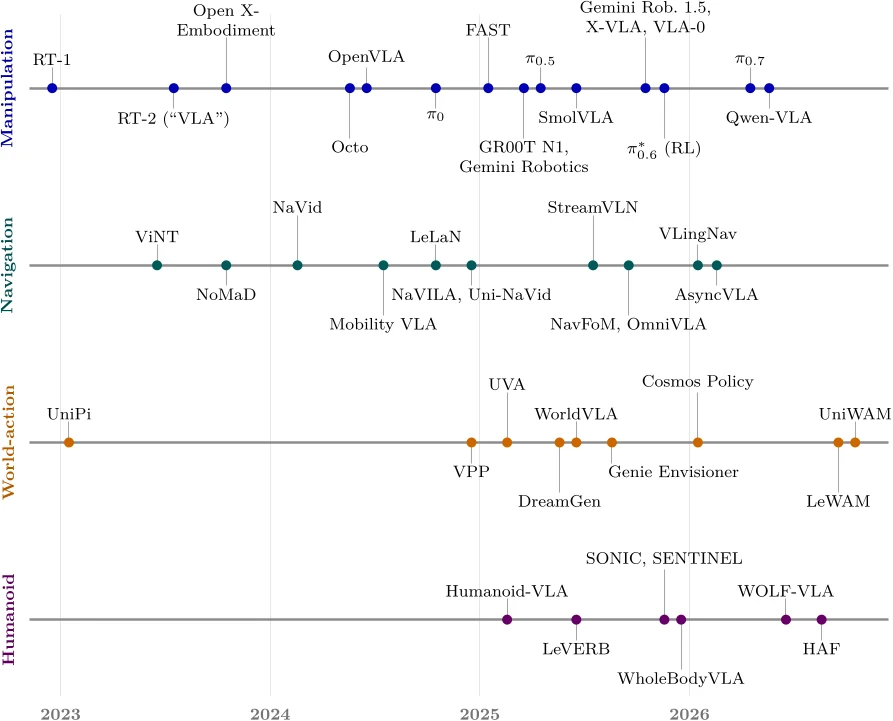 Manipulation
Open X-
Embodiment
Gemini Rob. 1.5,
X-VLA, VLA-0
RT-1
OpenVLA
FAST
π0.5
π0.7
RT-2 (“VLA”)
π0
SmolVLA
Qwen-VLA
Octo
GR00T N1,
Gemini Robotics
π*0.6 (RL)
Navigation
NaVid
StreamVLN
ViNT
LeLaN
VLingNav
NoMaD
NaVILA, Uni-NaVid
AsyncVLA
Mobility VLA
NavFoM, OmniVLA
World-action
UVA
Cosmos Policy
UniPi
WorldVLA
UniWAM
VPP
Genie Envisioner
DreamGen
LeWAM
Humanoid
SONIC, SENTINEL
Humanoid-VLA
WOLF-VLA
LeVERB
HAF
WholeBodyVLA
2023
2024
2025
2026